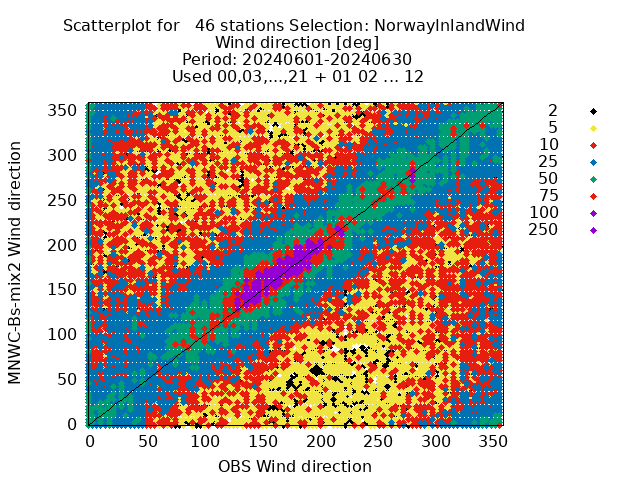 Scatterplot for   46 stations Selection: NorwayInlandWind
Wind direction [deg]
Period: 20240601-20240630
Used 00,03,...,21 + 01 02 ... 12
MNWC-Bs-mix2 Wind direction
350
300
250
200
150
100
50
0
0 50 100 150 200 250 300 350
OBS Wind direction
2
5
10
25
50
75
100
250